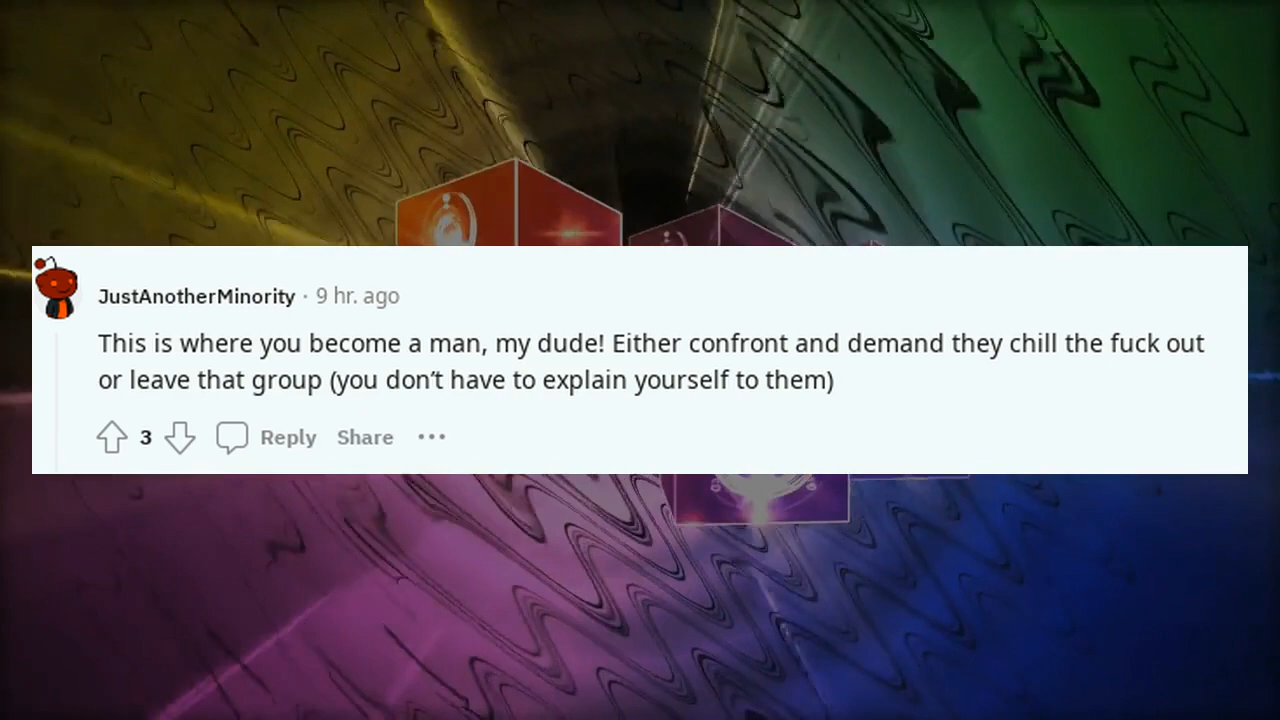 JustAnotherMinority · 9 hr. ago
This is where you become a man, my dude! Either confront and demand they chill the fuck out
or leave that group (you don't have to explain yourself to them)
3 Reply Share ···